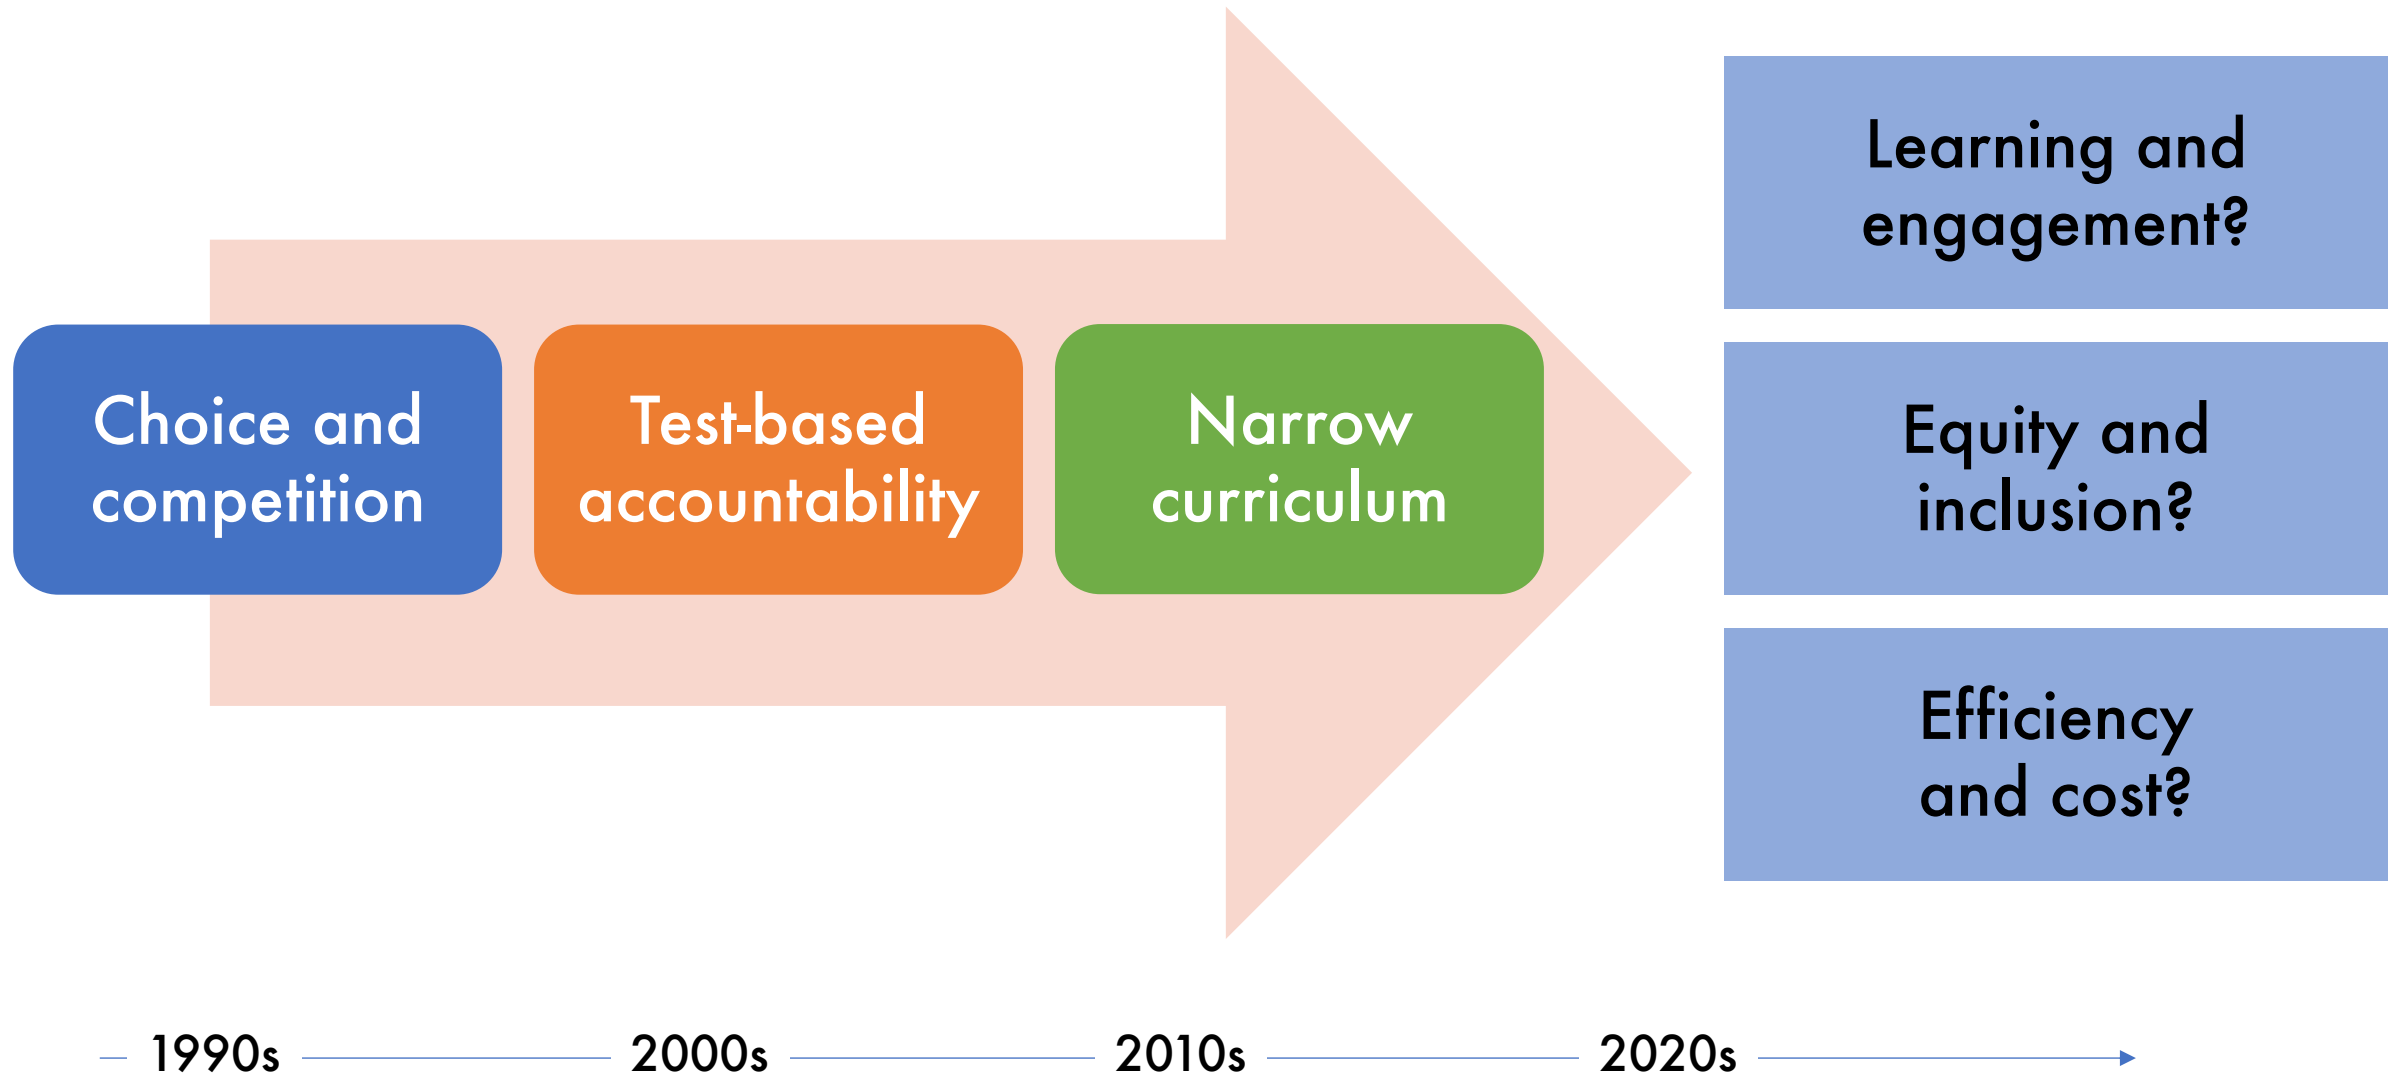 Choice and
competition
Test-based
accountability
Narrow
curriculum
Learning and
engagement?
Equity and
inclusion?
Efficiency
and cost?
1990s
2000s
2010s
2020s